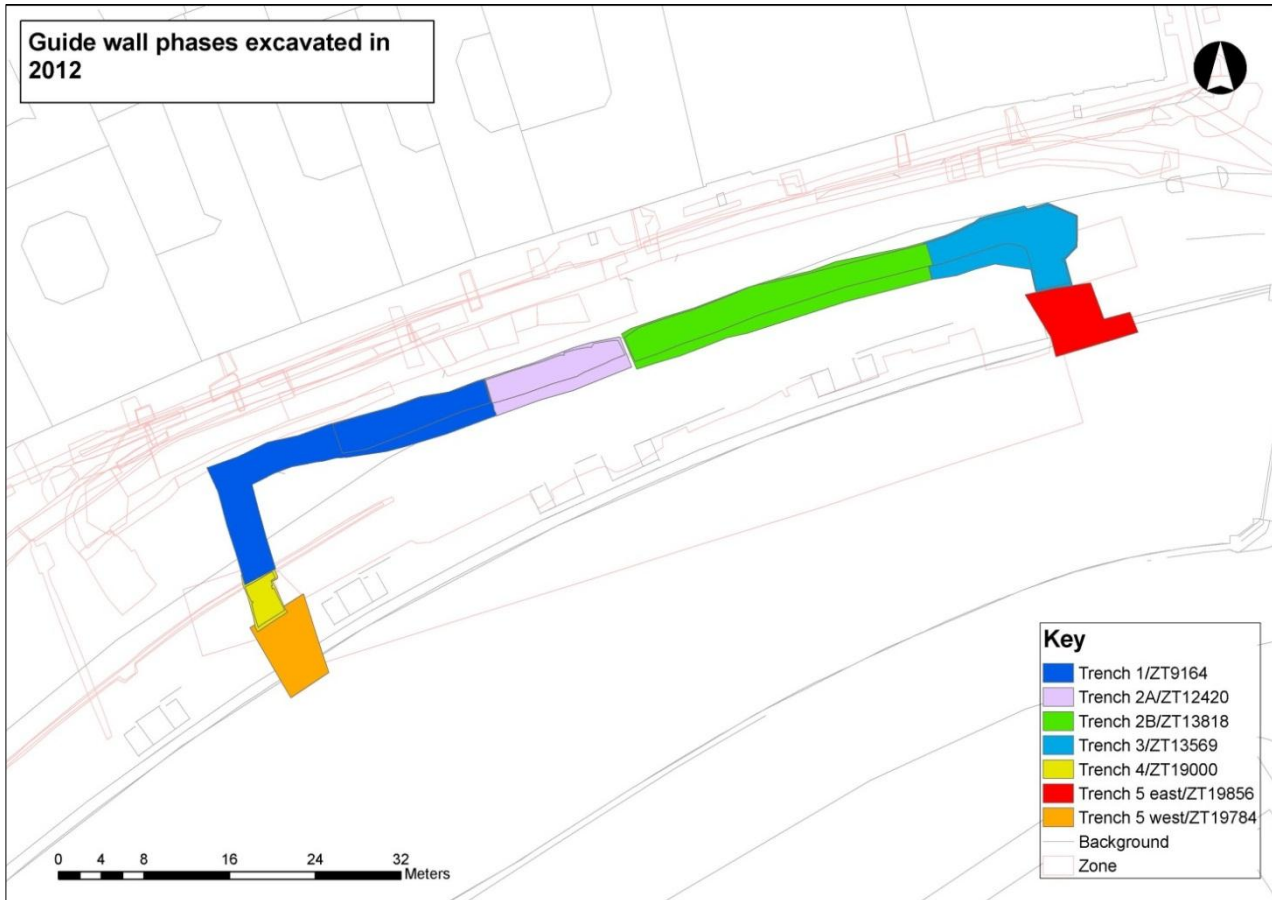 Guide wall phases excavated in
2012
Key
Trench 1/ZT9164
Trench 2A/ZT12420
Trench 2B/ZT13818
Trench 3/ZT13569
Trench 4/ZT19000
Trench 5 east/ZT19856
Trench 5 west/ZT19784
Background
Zone
0 4 8 16 24 32
Meters